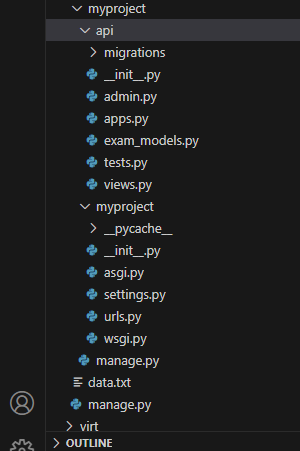 myproject
api
migrations
__init__.py
admin.py
apps.py
exam_models.py
tests.py
views.py
myproject
__pycache__
__init__.py
asgi.py
settings.py
urls.py
wsgi.py
manage.py
data.txt
manage.py
virt
OUTLINE